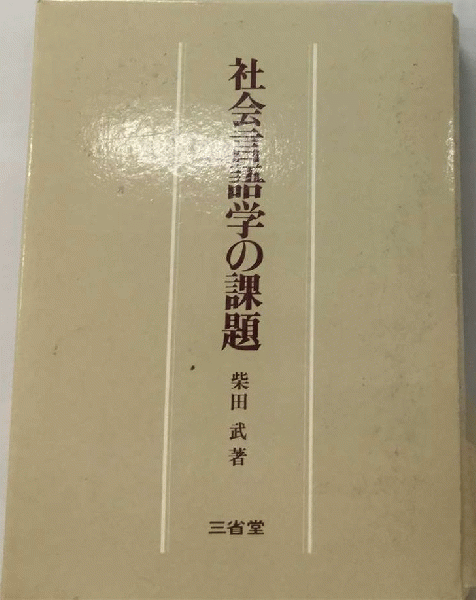 社会言語学の課題
柴田 武 著
三省堂